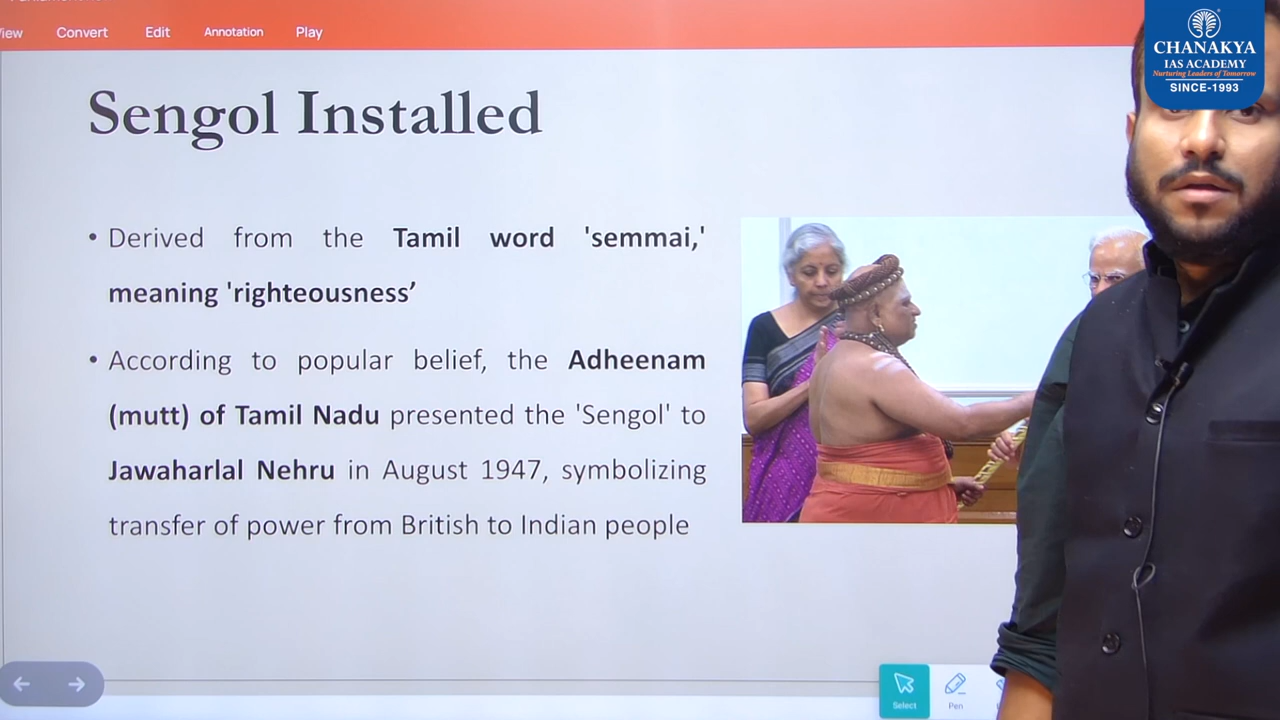 View Convert Edit Annotation Play
CHANAKYA
IAS ACADEMY
Nurturing Leaders of Tomorrow
SINCE-1993
Sengol Installed
• Derived from the Tamil word 'semmai,'
meaning 'righteousness’
• According to popular belief, the Adheenam
(mutt) of Tamil Nadu presented the 'Sengol' to
Jawaharlal Nehru in August 1947, symbolizing
transfer of power from British to Indian people
Select
Pen